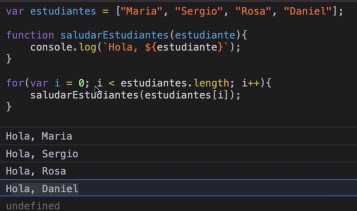 var estudiantes = ["Maria", "Sergio", "Rosa", "Daniel"];
function saludarEstudiantes(estudiante){
console.log(`Hola, ${estudiante}`);
}
for(var i = 0; i < estudiantes.length; i++){
saludarEstudiantes(estudiantes[i]);
}
Hola, Maria
Hola, Sergio
Hola, Rosa
Hola, Daniel
undefined